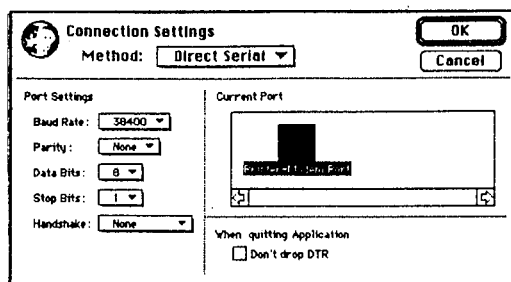 Connection Settings
Method: Direct Serial
OK
Cancel
Port Settings
Baud Rate: 38400
Parity: None
Data Bits: 8
Stop Bits: 1
Handshake: None
Current Port
Port
When quitting Application
Don't drop DTR